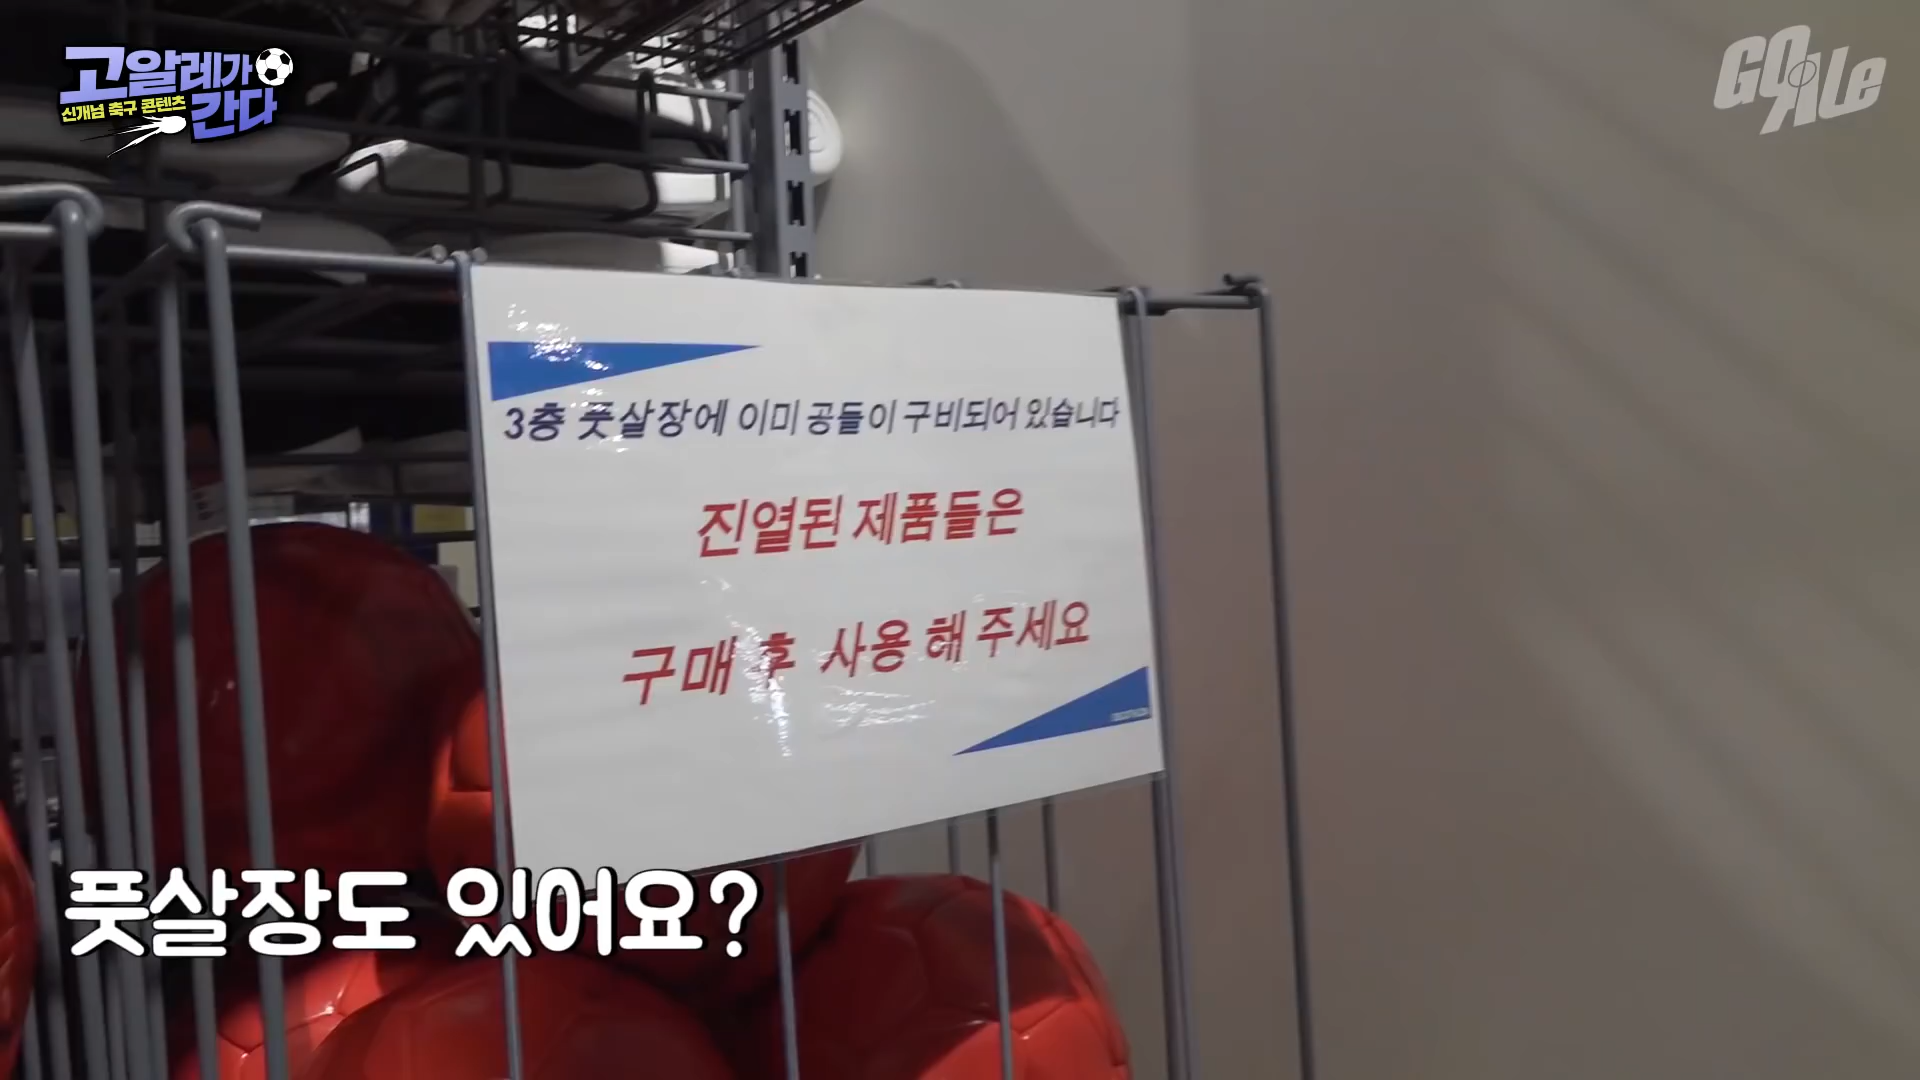 고알레가
신개념 축구 콘텐츠
간다
GOALE
3층 풋살장에 이미 공들이 구비되어 있습니다
진열된 제품들은
구매 후 사용 해 주세요
풋살장도 있어요?